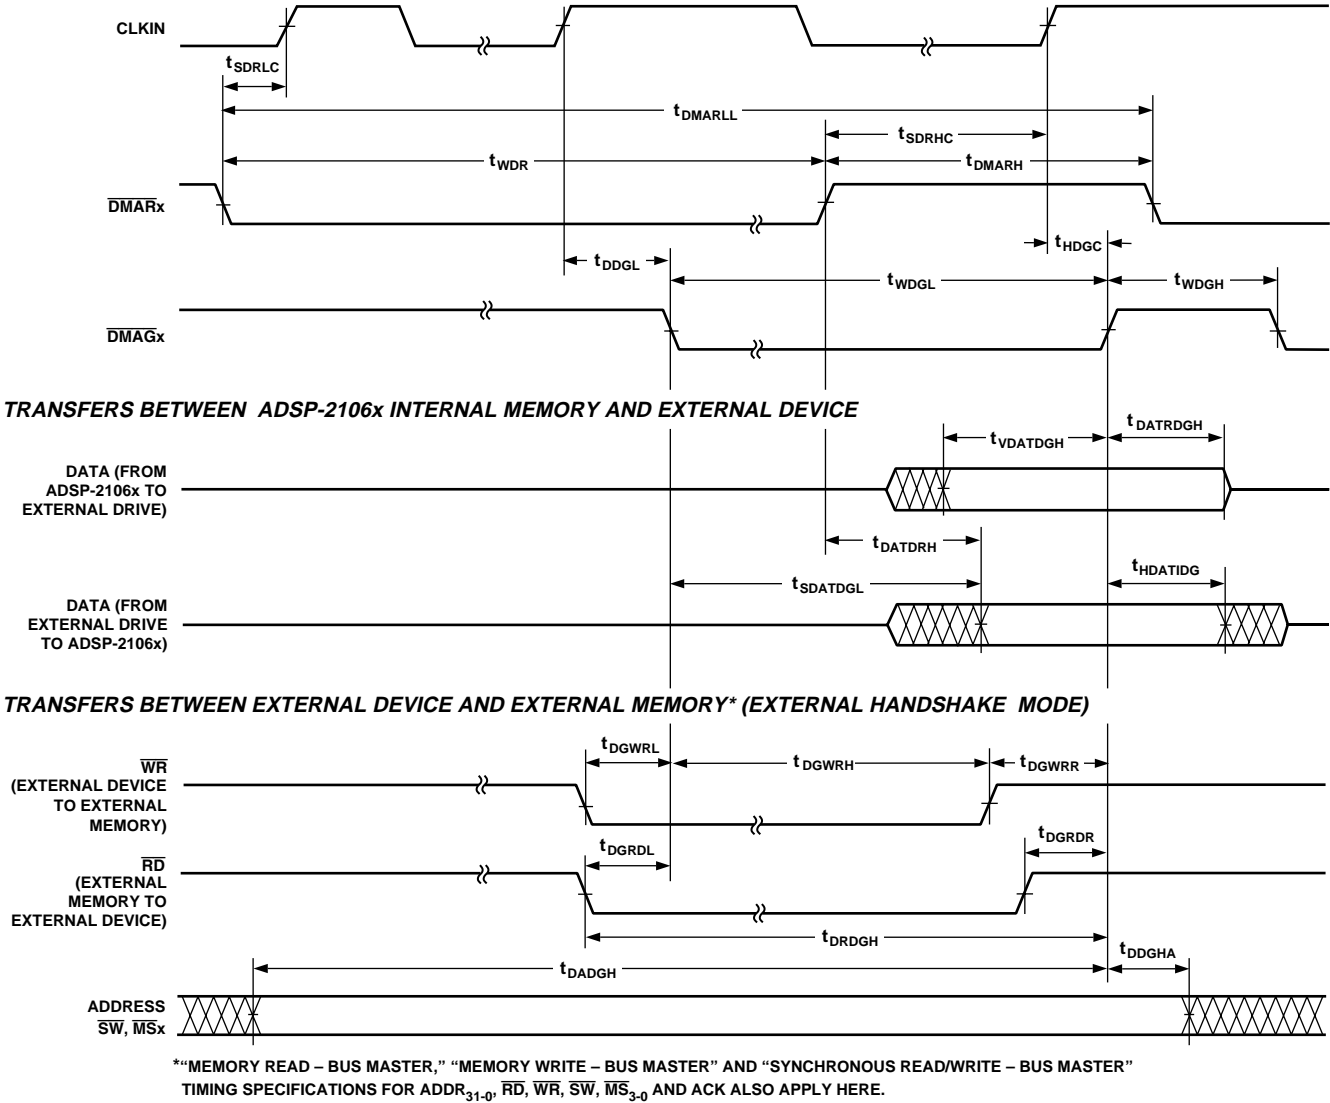 CLKIN
tSDRLC
tDMARLL
tSDRHC
tWDR
tDMARH
DMARx
tHDGC
tDDGL
tWDGL
tWDGH
DMAGx
TRANSFERS BETWEEN ADSP-2106x INTERNAL MEMORY AND EXTERNAL DEVICE
tDATRDGH
tVDATDGH
DATA (FROM
ADSP-2106x TO
EXTERNAL DRIVE)
tDATDRH
tHDATIDG
tSDATDGL
DATA (FROM
EXTERNAL DRIVE
TO ADSP-2106x)
TRANSFERS BETWEEN EXTERNAL DEVICE AND EXTERNAL MEMORY* (EXTERNAL HANDSHAKE MODE)
tDGWRL
tDGWRH
tDGWRR
WR
(EXTERNAL DEVICE
TO EXTERNAL
MEMORY)
tDGRDR
tDGRDL
RD
(EXTERNAL
MEMORY TO
EXTERNAL DEVICE)
tDRDGH
tDADGH
tDDGHA
ADDRESS
SW, MSx
*“MEMORY READ – BUS MASTER,” “MEMORY WRITE – BUS MASTER” AND “SYNCHRONOUS READ/WRITE – BUS MASTER”
TIMING SPECIFICATIONS FOR ADDR31-0, RD, WR, SW, MS3-0 AND ACK ALSO APPLY HERE.